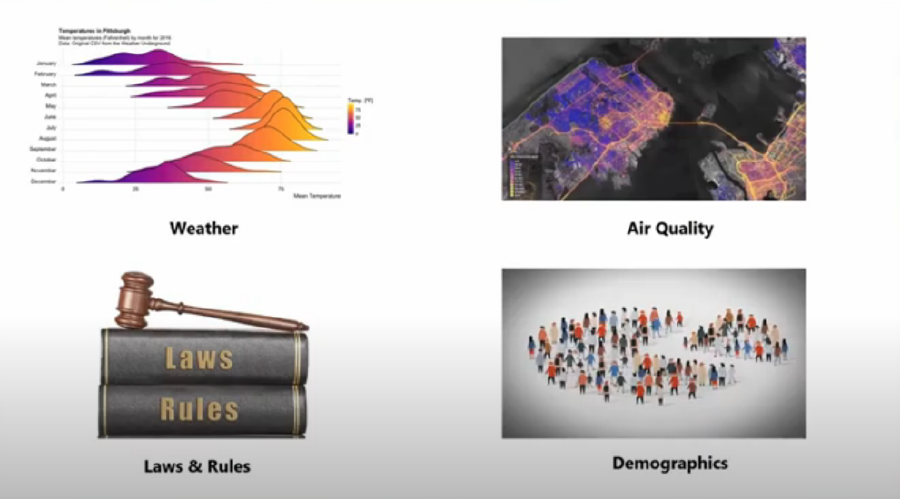 Temperatures in Pittsburgh
Mean temperatures (Fahrenheit) by month for 2016
Data: Original CSV from the Weather Underground
January
February
March
April
May
June
July
August
September
October
November
December
Temp. [°F]
75
50
25
0
0
25
50
75
Mean Temperature
Weather
Air Quality
Laws
Rules
Laws & Rules
Demographics